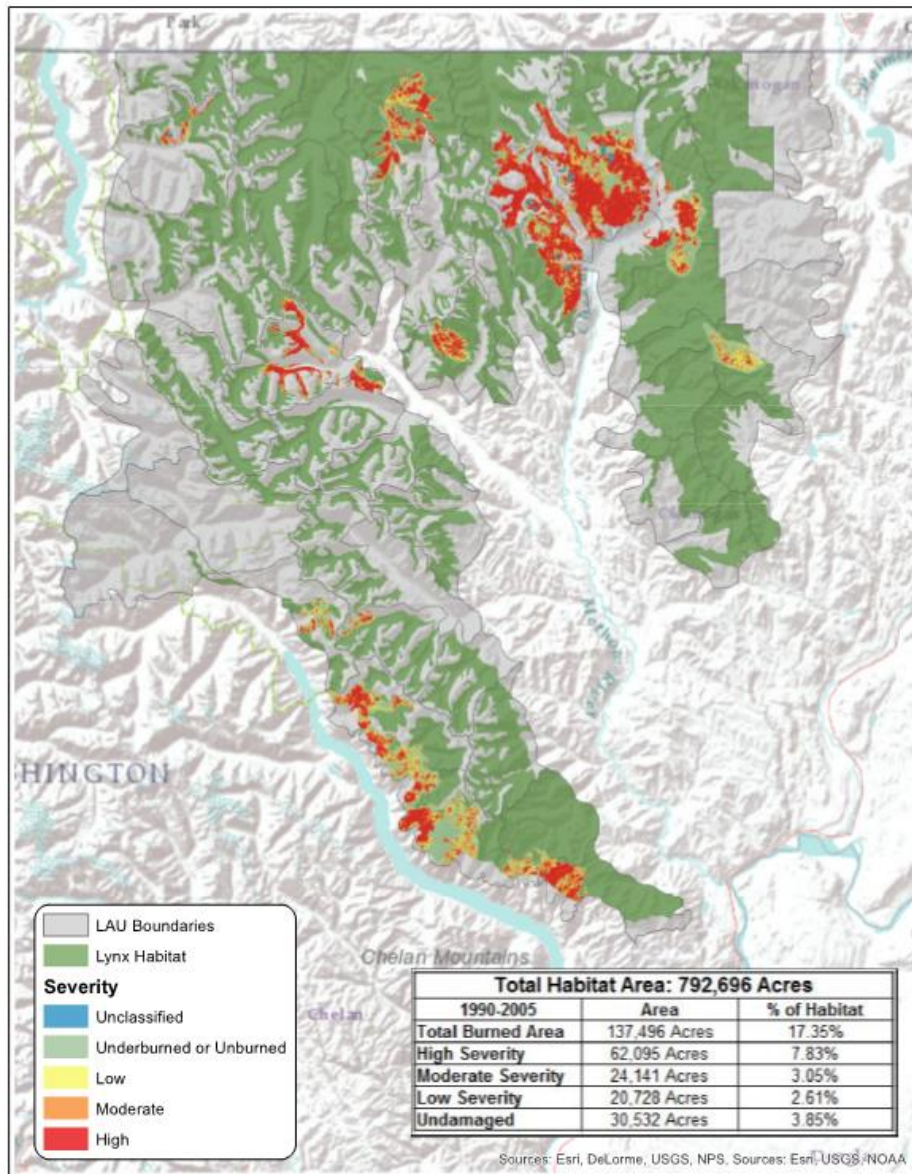 Park
HINGTON
Methow River
Chelan Mountains
Chelan
LAU Boundaries
Lynx Habitat
Severity
Unclassified
Underburned or Unburned
Low
Moderate
High
Total Habitat Area: 792,696 Acres
1990-2005 Area % of Habitat
Total Burned Area 137,496 Acres 17.35%
High Severity 62,095 Acres 7.83%
Moderate Severity 24,141 Acres 3.05%
Low Severity 20,728 Acres 2.61%
Undamaged 30,532 Acres 3.85%
Sources: Esri, DeLorme, USGS, NPS, Sources: Esri, USGS, NOAA